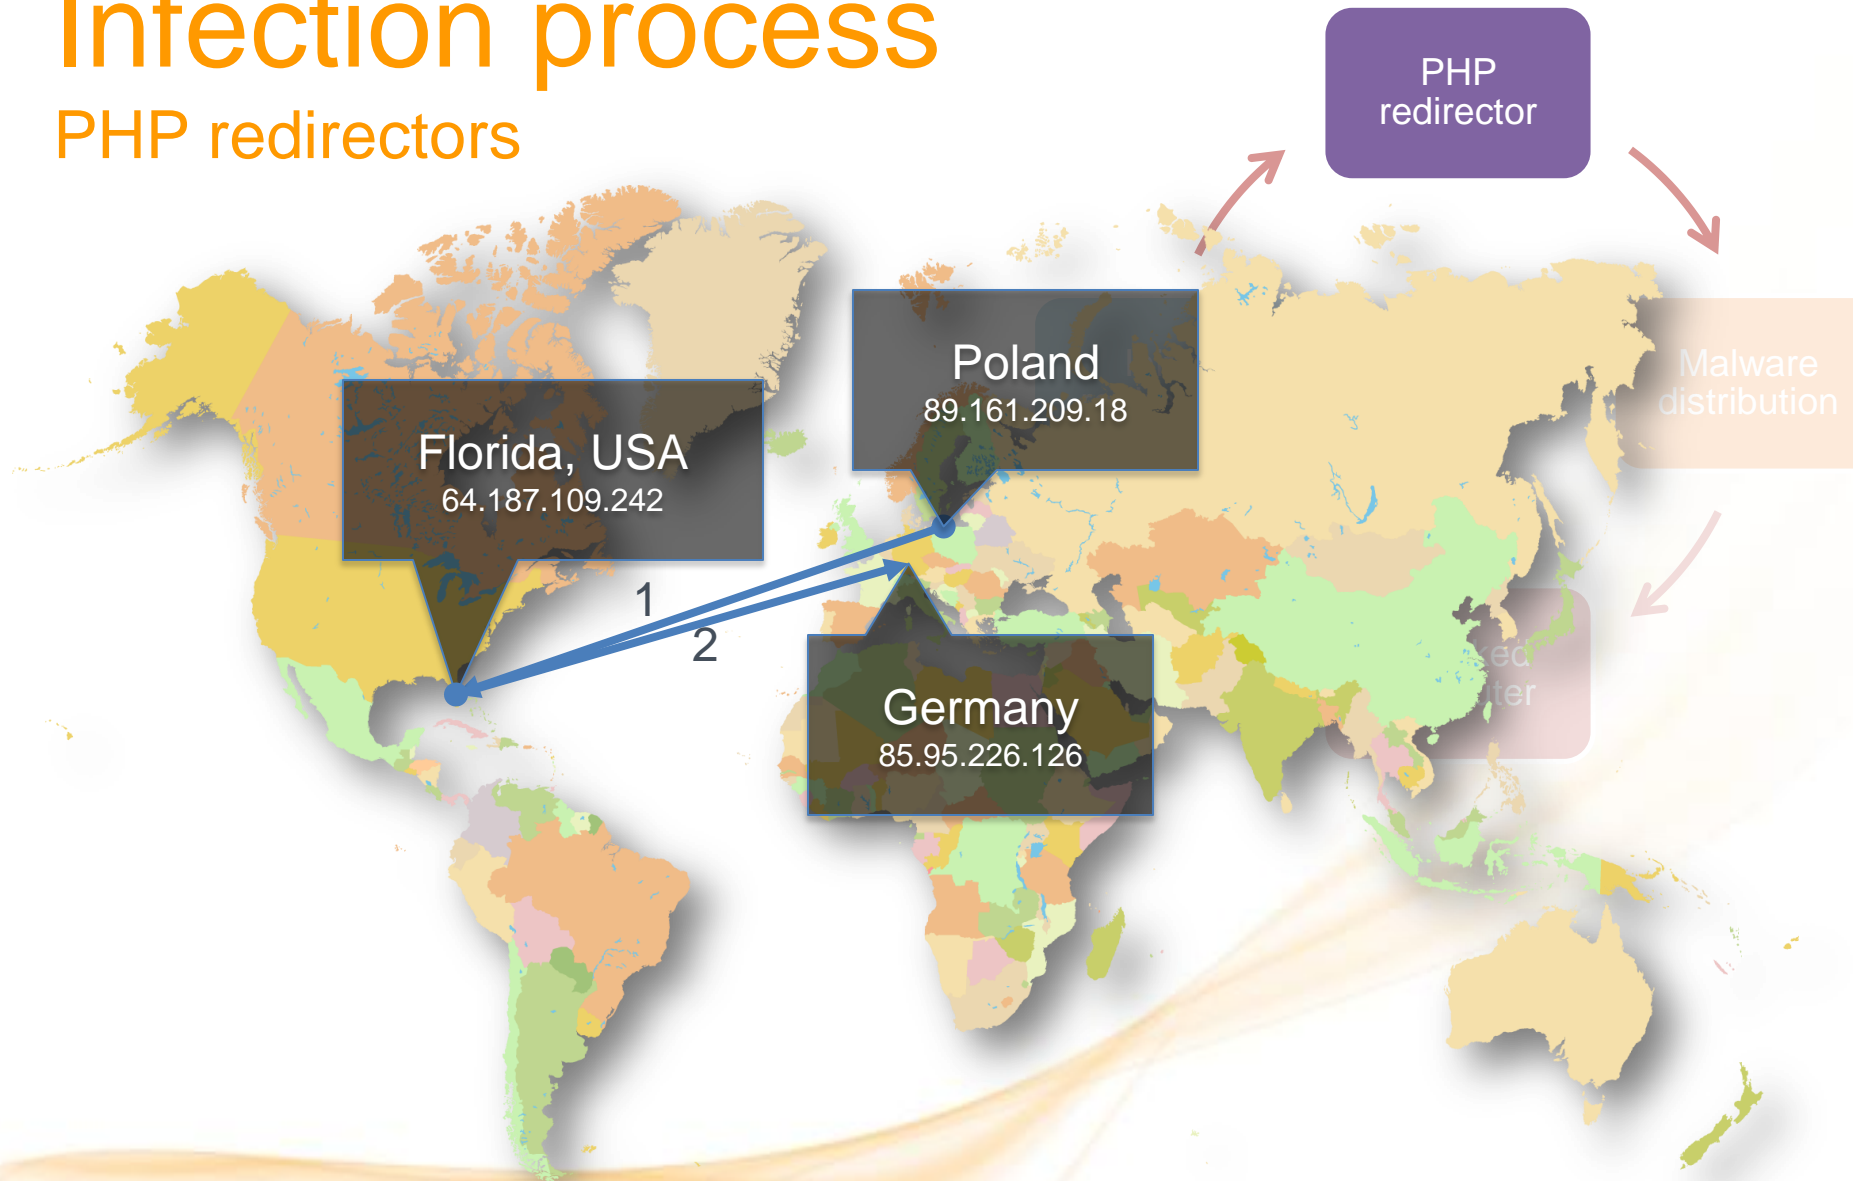 Infection process
PHP redirectors
PHP
redirector
Poland
89.161.209.18
Malware
distribution
Florida, USA
64.187.109.242
1
2
Germany
85.95.226.126